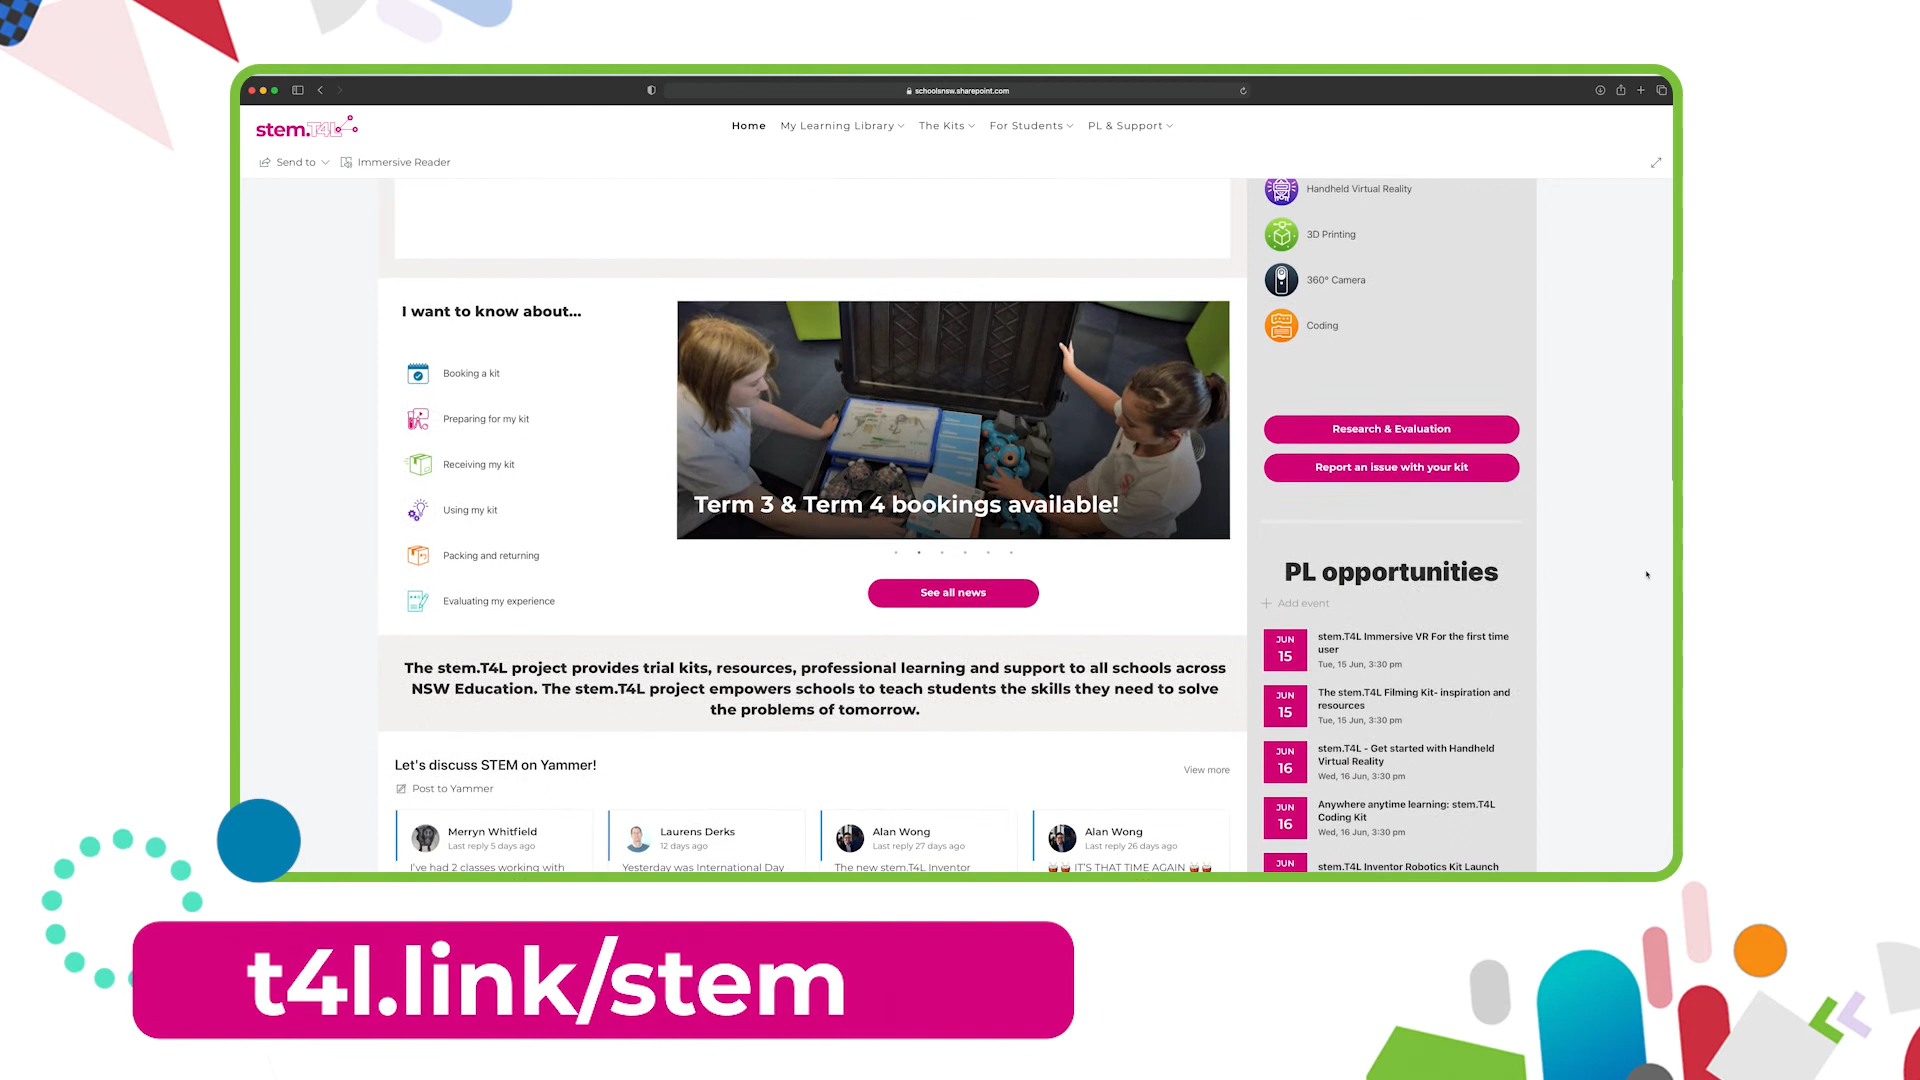 schoolsnsw.sharepoint.com
stem.T4L
Home
My Learning Library
The Kits
For Students
PL & Support
Send to
Immersive Reader
I want to know about...
Booking a kit
Preparing for my kit
Receiving my kit
Using my kit
Packing and returning
Evaluating my experience
Term 3 & Term 4 bookings available!
See all news
The stem.T4L project provides trial kits, resources, professional learning and support to all schools across
NSW Education. The stem.T4L project empowers schools to teach students the skills they need to solve
the problems of tomorrow.
Let's discuss STEM on Yammer!
View more
Post to Yammer
Merryn Whitfield
Last reply 5 days ago
I've had 2 classes working with
Laurens Derks
12 days ago
Yesterday was International Day
Alan Wong
Last reply 27 days ago
The new stem.T4L Inventor
Alan Wong
Last reply 26 days ago
IT'S THAT TIME AGAIN
Handheld Virtual Reality
3D Printing
360° Camera
Coding
Research & Evaluation
Report an issue with your kit
PL opportunities
Add event
JUN
15
stem.T4L Immersive VR For the first time
user
Tue, 15 Jun, 3:30 pm
JUN
15
The stem.T4L Filming Kit- inspiration and
resources
Tue, 15 Jun, 3:30 pm
JUN
16
stem.T4L - Get started with Handheld
Virtual Reality
Wed, 16 Jun, 3:30 pm
JUN
16
Anywhere anytime learning: stem.T4L
Coding Kit
Wed, 16 Jun, 3:30 pm
JUN
stem.T4L Inventor Robotics Kit Launch
t4l.link/stem